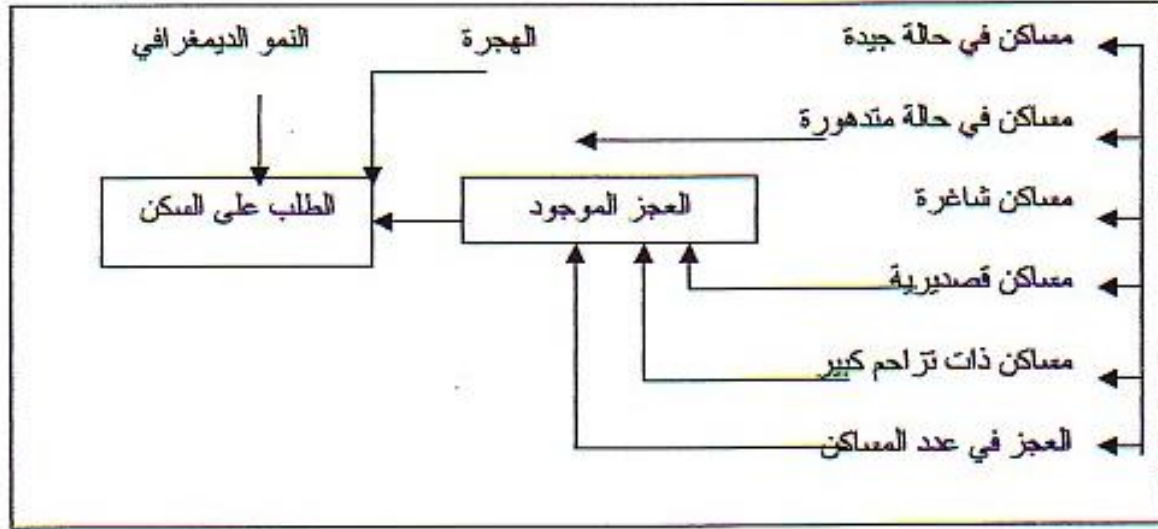 مساكن في حالة جيدة
الهجرة
النمو الديمغرافي
مساكن في حالة متدهورة
مساكن شاغرة
العجز الموجود
الطلب على السكن
مساكن قصديرية
مساكن ذات تزاحم كبير
العجز في عدد المساكن